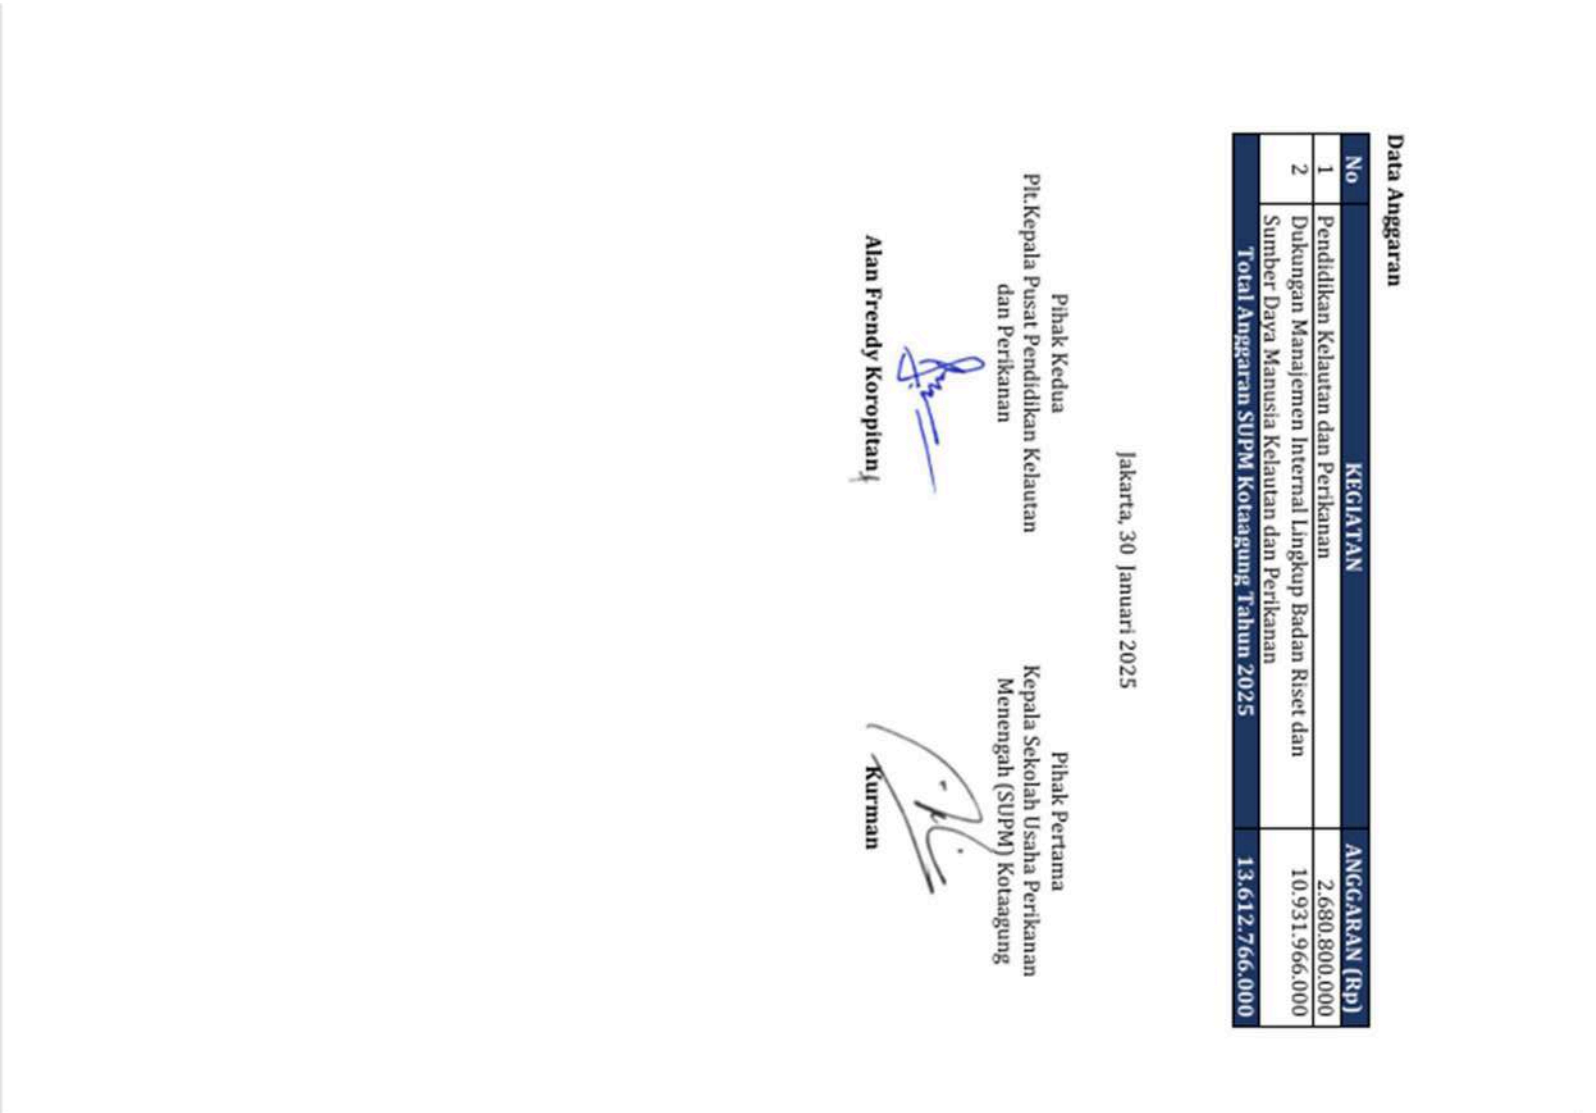 Data Anggaran
No KEGIATAN ANGGARAN (Rp)
1 Pendidikan Kelautan dan Perikanan 2.680.800.000
2 Dukungan Manajemen Internal Lingkup Badan Riset dan 10.931.966.000
Sumber Daya Manusia Kelautan dan Perikanan
Total Anggaran SUPM Kotaagung Tahun 2025 13.612.766.000
Jakarta, 30 Januari 2025
Pihak Kedua
Plt.Kepala Pusat Pendidikan Kelautan
dan Perikanan
Alan Frendy Koropitan
Pihak Pertama
Kepala Sekolah Usaha Perikanan
Menengah (SUPM) Kotaagung
Kurman